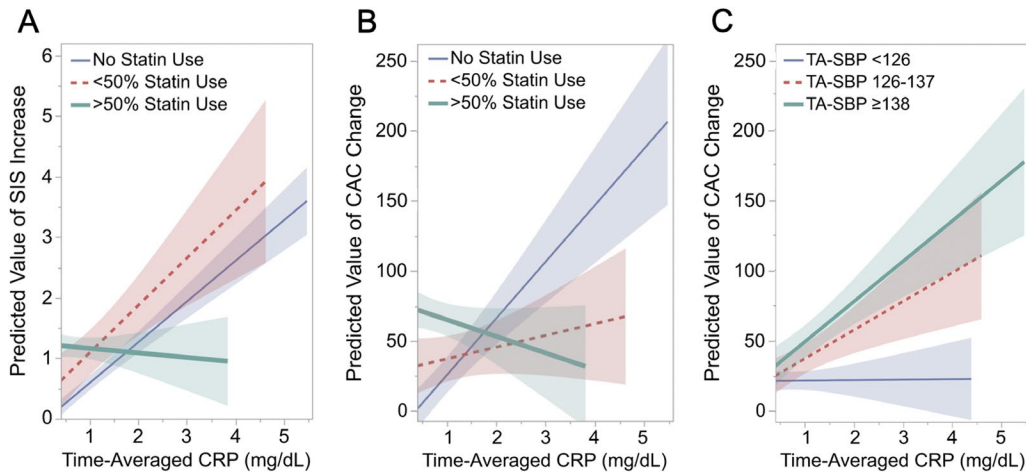 A
Predicted Value of SIS Increase
6
5
4
3
2
1
0
No Statin Use
<50% Statin Use
>50% Statin Use
1 2 3 4 5
Time-Averaged CRP (mg/dL)
B
Predicted Value of CAC Change
250
200
150
100
50
0
No Statin Use
<50% Statin Use
>50% Statin Use
1 2 3 4 5
Time-Averaged CRP (mg/dL)
C
Predicted Value of CAC Change
250
200
150
100
50
0
TA-SBP <126
TA-SBP 126-137
TA-SBP ≥138
1 2 3 4 5
Time-Averaged CRP (mg/dL)